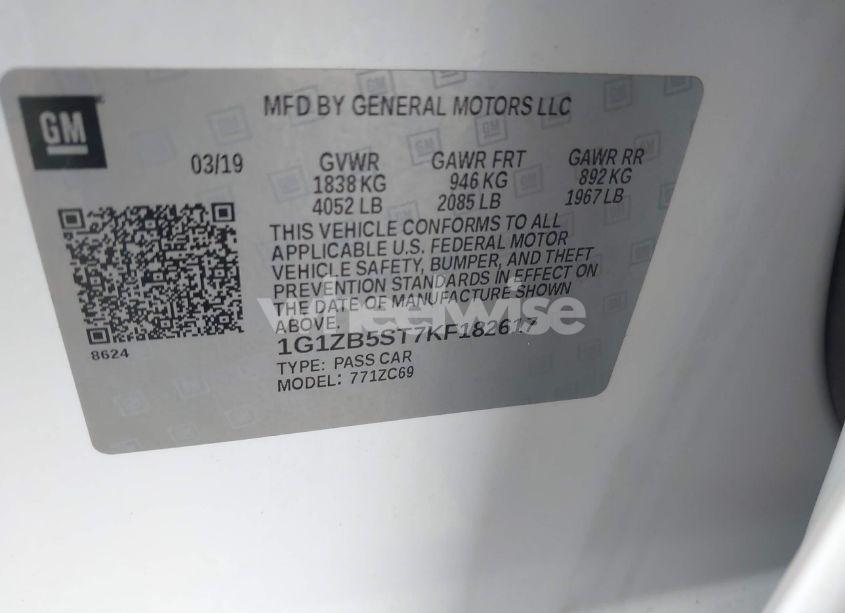 GM
MFD BY GENERAL MOTORS LLC
03/19 GVWR GAWR FRT GAWR RR
1838 KG 946 KG 892 KG
4052 LB 2085 LB 1967 LB
THIS VEHICLE CONFORMS TO ALL
APPLICABLE U.S. FEDERAL MOTOR
VEHICLE SAFETY, BUMPER, AND THEFT
PREVENTION STANDARDS IN EFFECT ON
THE DATE OF MANUFACTURE SHOWN
ABOVE.
wheelwise
1G1ZB5ST7KF182617
8624
TYPE: PASS CAR
MODEL: 771ZC69